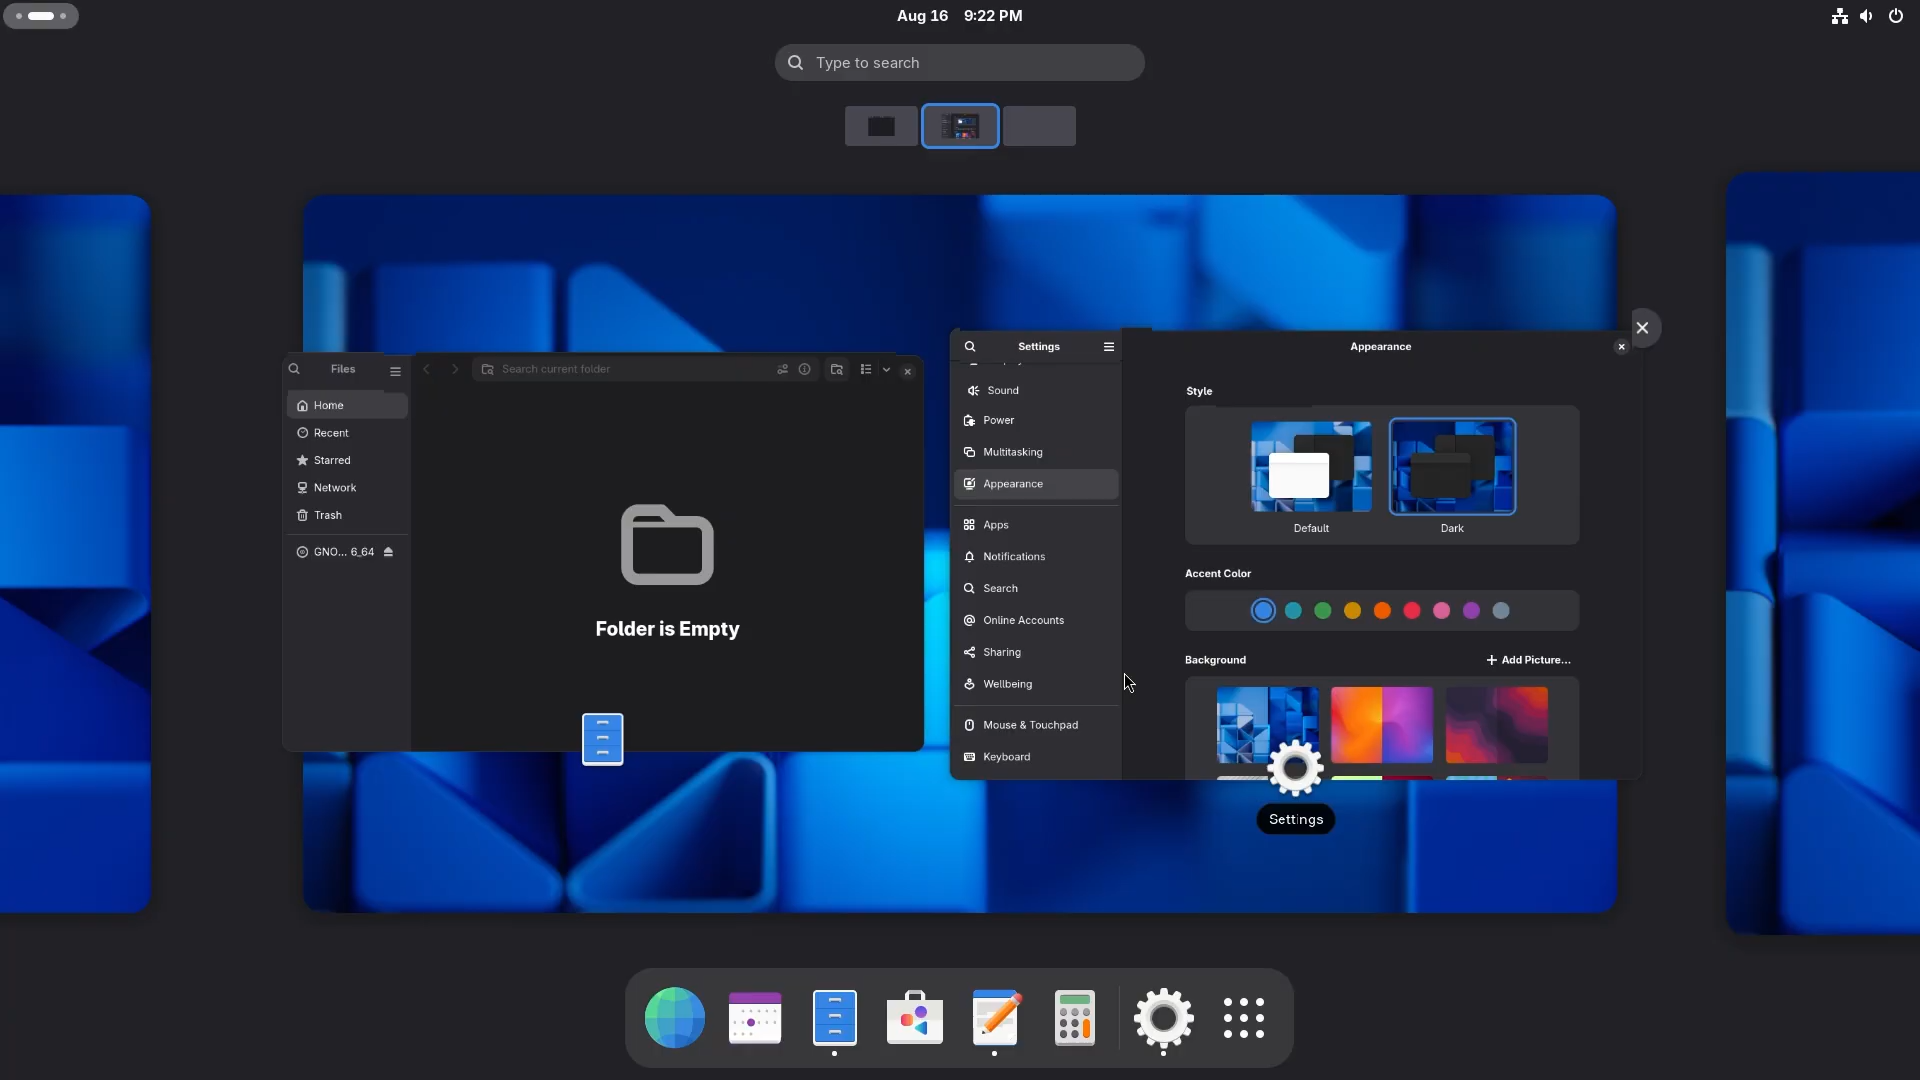 Aug 16 9:22 PM
Type to search
Files
Search current folder
Home
Recent
Starred
Network
Trash
GNO... 6_64
Folder is Empty
Settings
Sound
Power
Multitasking
Appearance
Apps
Notifications
Search
Online Accounts
Sharing
Wellbeing
Mouse & Touchpad
Keyboard
Appearance
Style
Default Dark
Accent Color
Background + Add Picture...
Settings